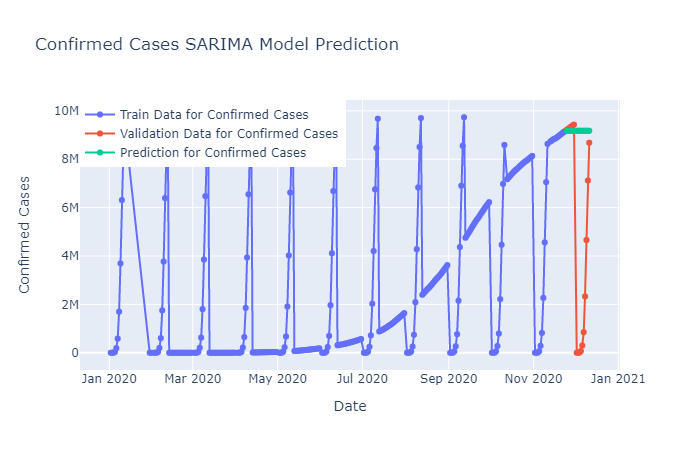 Confirmed Cases SARIMA Model Prediction
10M
8M
6M
4M
2M
0
Confirmed Cases
Train Data for Confirmed Cases
Validation Data for Confirmed Cases
Prediction for Confirmed Cases
Jan 2020
Mar 2020
May 2020
Jul 2020
Sep 2020
Nov 2020
Jan 2021
Date